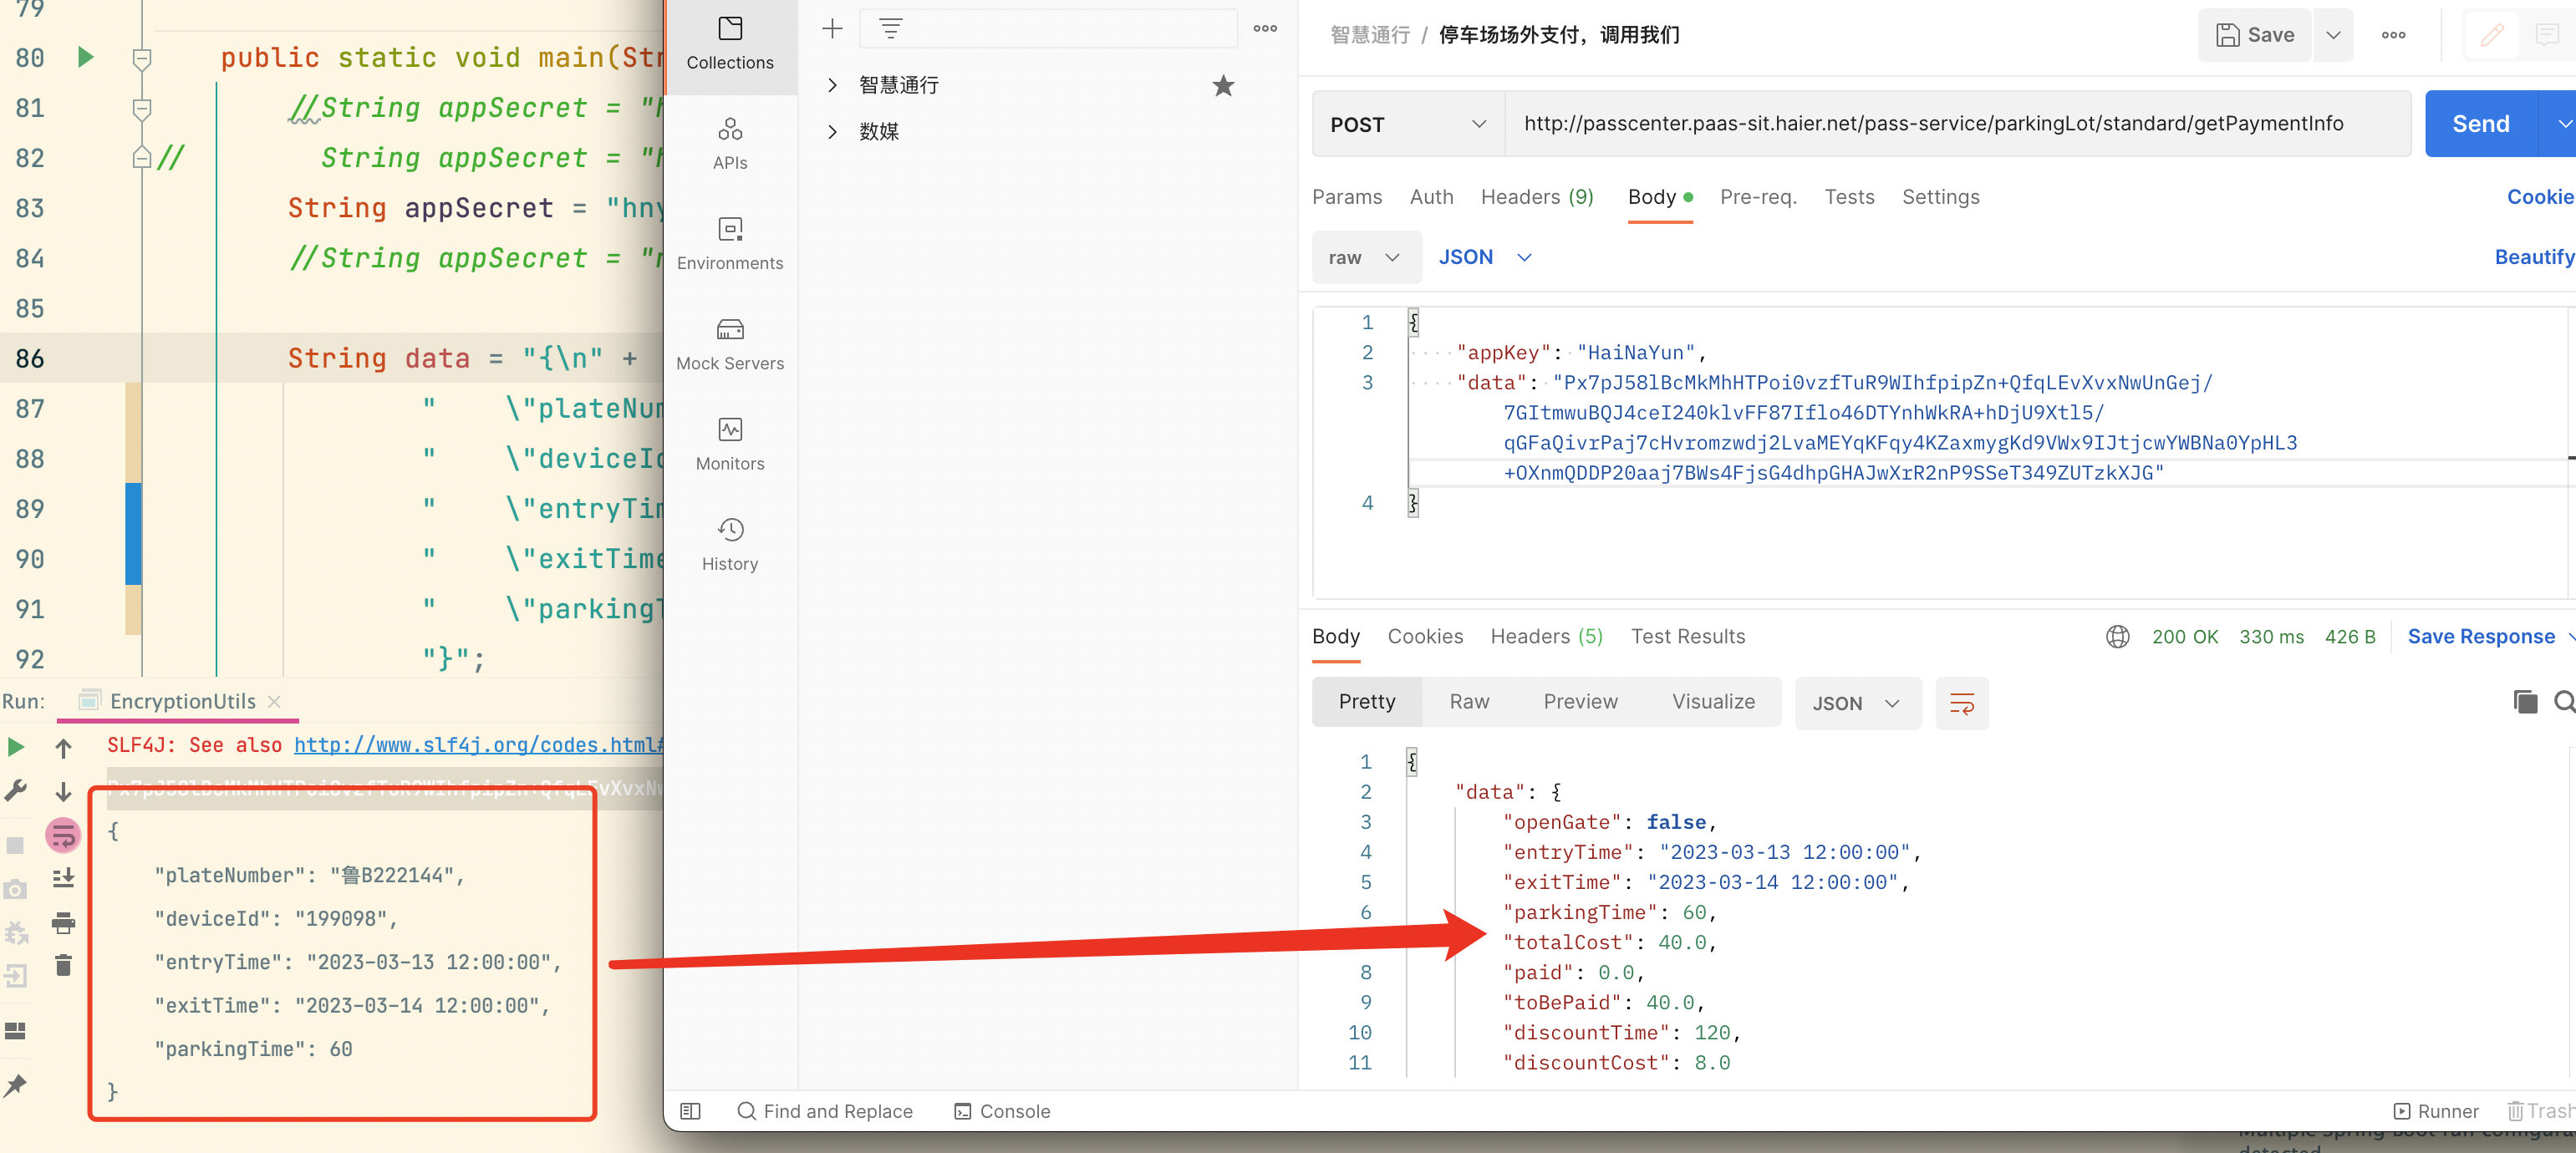 79
80 public static void main(Str
81 //String appSecret = "h
82 // String appSecret = "h
83 String appSecret = "hny
84 //String appSecret = "r
85
86 String data = "{\n" +
87 " \"plateNum
88 " \"deviceId
89 " \"entryTim
90 " \"exitTime
91 " \"parkingT
92 "}";
Run: EncryptionUtils
SLF4J: See also http://www.slf4j.org/codes.html#
{
"plateNumber": "鲁B222144",
"deviceId": "199098",
"entryTime": "2023-03-13 12:00:00",
"exitTime": "2023-03-14 12:00:00",
"parkingTime": 60
}
Collections
APIs
Environments
Mock Servers
Monitors
History
智慧通行
数媒
智慧通行 / 停车场场外支付，调用我们
Save
POST http://passcenter.paas-sit.haier.net/pass-service/parkingLot/standard/getPaymentInfo Send
Params Auth Headers (9) Body Pre-req. Tests Settings Cookie
raw JSON Beautify
1 {
2 "appKey": "HaiNaYun",
3 "data": "Px7pJ58lBcMkMhHTPoi0vzfTuR9WIhfpipZn+QfqLEvXvxNwUnGej/
7GItmwuBQJ4ceI240klvFF87Iflo46DTYnhWkRA+hDjU9Xtl5/
qGFaQivrPaj7cHvromzwdj2LvaMEYqKFqy4KZaxmygKd9VWx9IJtjcwYWBNa0YpHL3
+OXnmQDDP20aaj7BWs4FjsG4dhpGHAJwXrR2nP9SSeT349ZUTzkXJG"
4 }
Body Cookies Headers (5) Test Results 200 OK 330 ms 426 B Save Response
Pretty Raw Preview Visualize JSON
1 {
2 "data": {
3 "openGate": false,
4 "entryTime": "2023-03-13 12:00:00",
5 "exitTime": "2023-03-14 12:00:00",
6 "parkingTime": 60,
"totalCost": 40.0,
8 "paid": 0.0,
9 "toBePaid": 40.0,
10 "discountTime": 120,
11 "discountCost": 8.0
Find and Replace Console Runner Trash